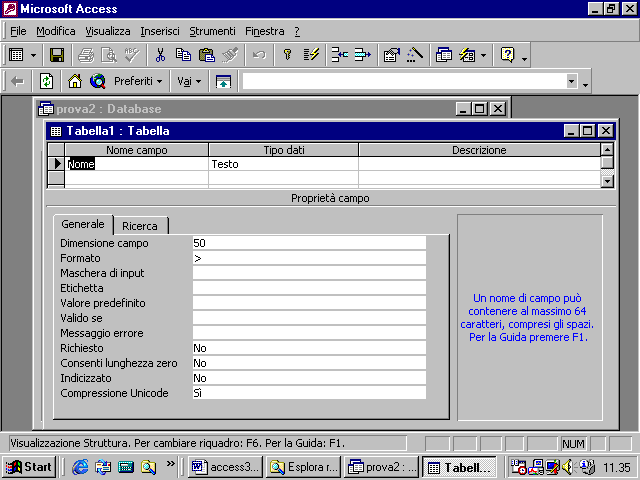 Microsoft Access
File Modifica Visualizza Inserisci Strumenti Finestra ?
Preferiti Vai
prova2 : Database
Tabella1 : Tabella
Nome campo Tipo dati Descrizione
Nome Testo
Proprietà campo
Generale Ricerca
Dimensione campo 50
Formato >
Maschera di input
Etichetta
Valore predefinito
Valido se
Messaggio errore
Richiesto No
Consenti lunghezza zero No
Indicizzato No
Compressione Unicode Sì
Un nome di campo può
contenere al massimo 64
caratteri, compresi gli spazi.
Per la Guida premere F1.
Visualizzazione Struttura. Per cambiare riquadro: F6. Per la Guida: F1. NUM
Start » access3... Esplora r... prova2 : ... Tabell... 11.35